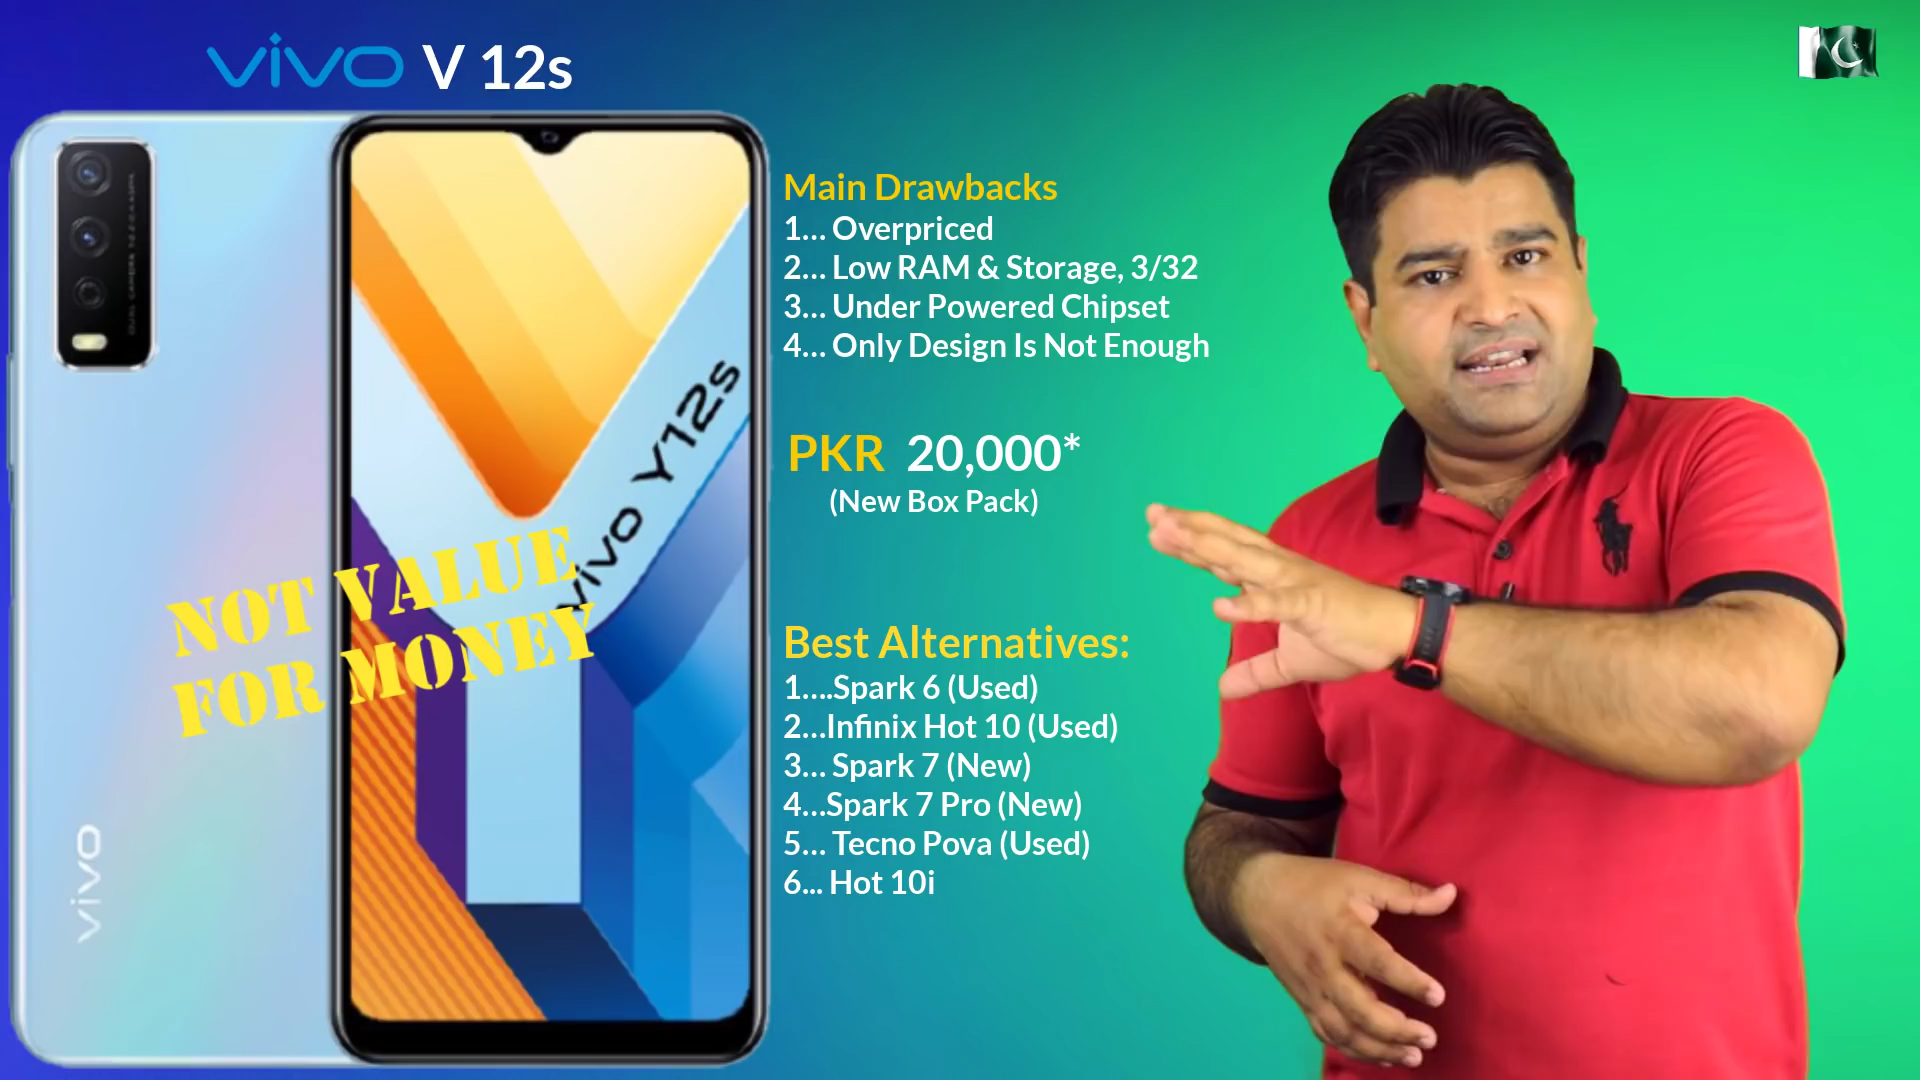 vivo V 12s
DUAL CAMERA
vivo Y12s
vivo
NOT VALUE
FOR MONEY
Main Drawbacks
1... Overpriced
2... Low RAM & Storage, 3/32
3... Under Powered Chipset
4... Only Design Is Not Enough
PKR 20,000*
(New Box Pack)
Best Alternatives:
1....Spark 6 (Used)
2...Infinix Hot 10 (Used)
3... Spark 7 (New)
4...Spark 7 Pro (New)
5... Tecno Pova (Used)
6... Hot 10i